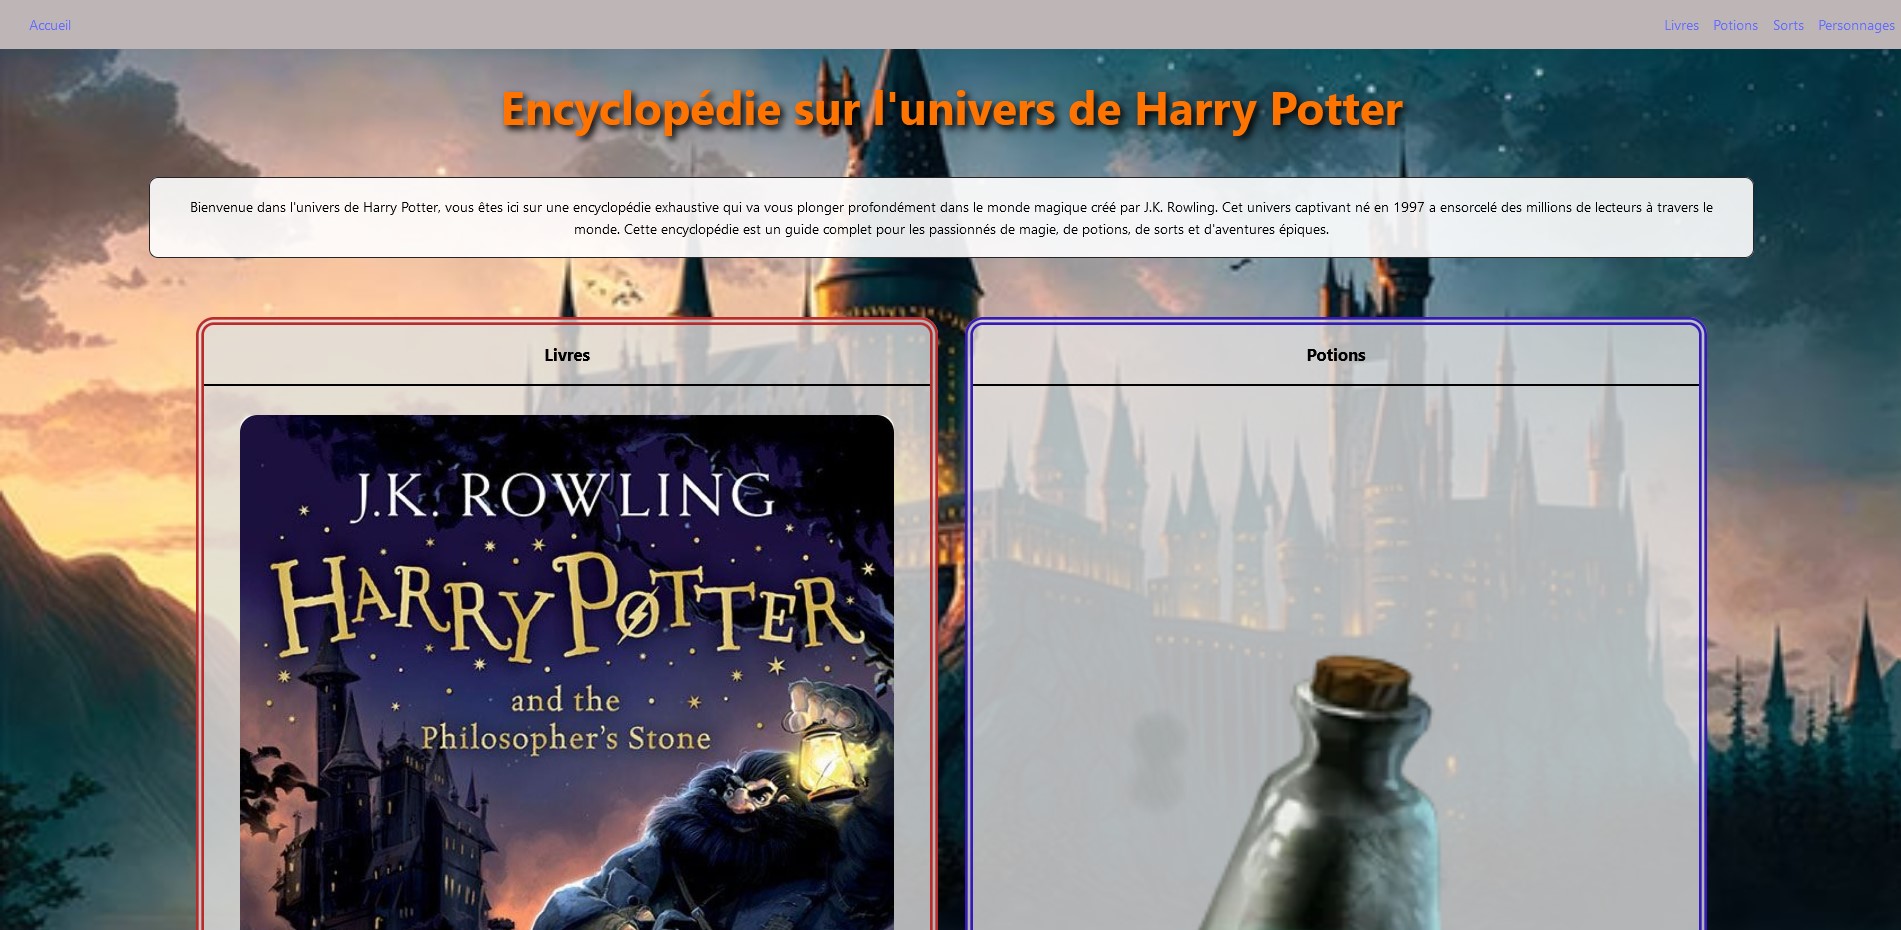 Accueil
Livres Potions Sorts Personnages
Encyclopédie sur l'univers de Harry Potter
Bienvenue dans l'univers de Harry Potter, vous êtes ici sur une encyclopédie exhaustive qui va vous plonger profondément dans le monde magique créé par J.K. Rowling. Cet univers captivant né en 1997 a ensorcelé des millions de lecteurs à travers le
monde. Cette encyclopédie est un guide complet pour les passionnés de magie, de potions, de sorts et d'aventures épiques.
Livres
J.K. ROWLING
HARRY POTTER
and the
Philosopher's Stone
Potions